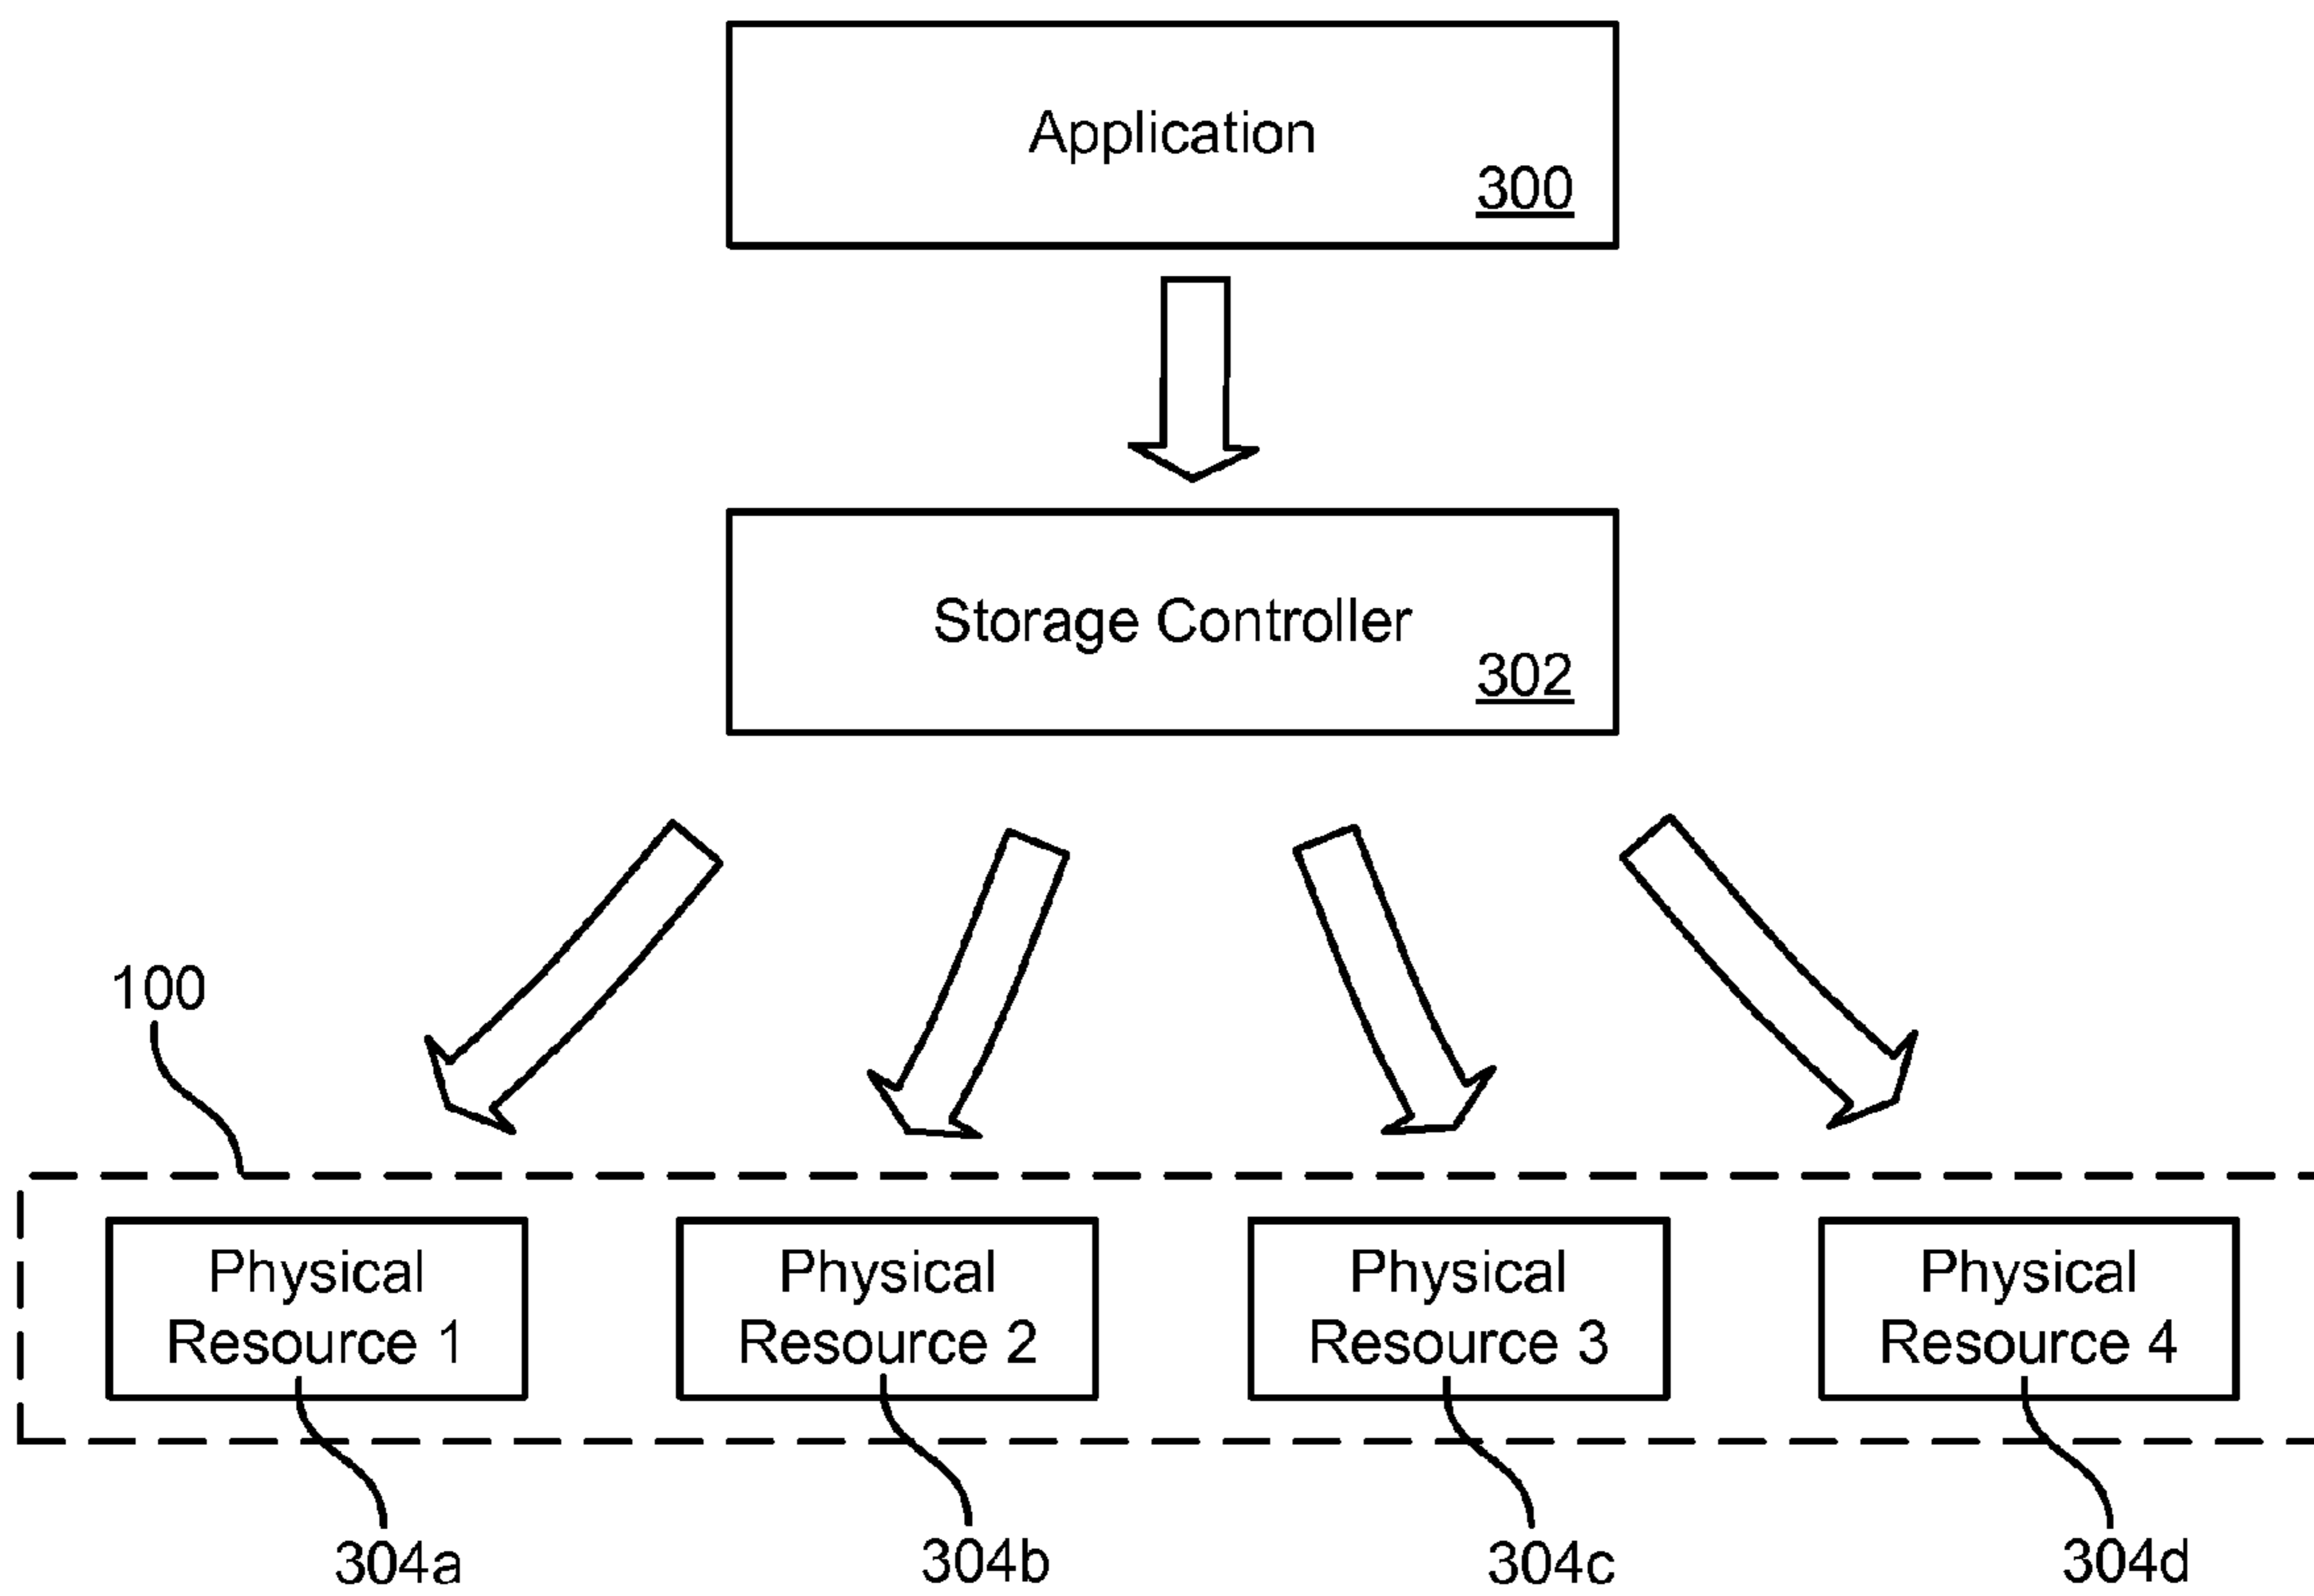 Application
300
Storage Controller
302
100
Physical
Resource 1
Physical
Resource 2
Physical
Resource 3
Physical
Resource 4
304a
304b
304c
304d